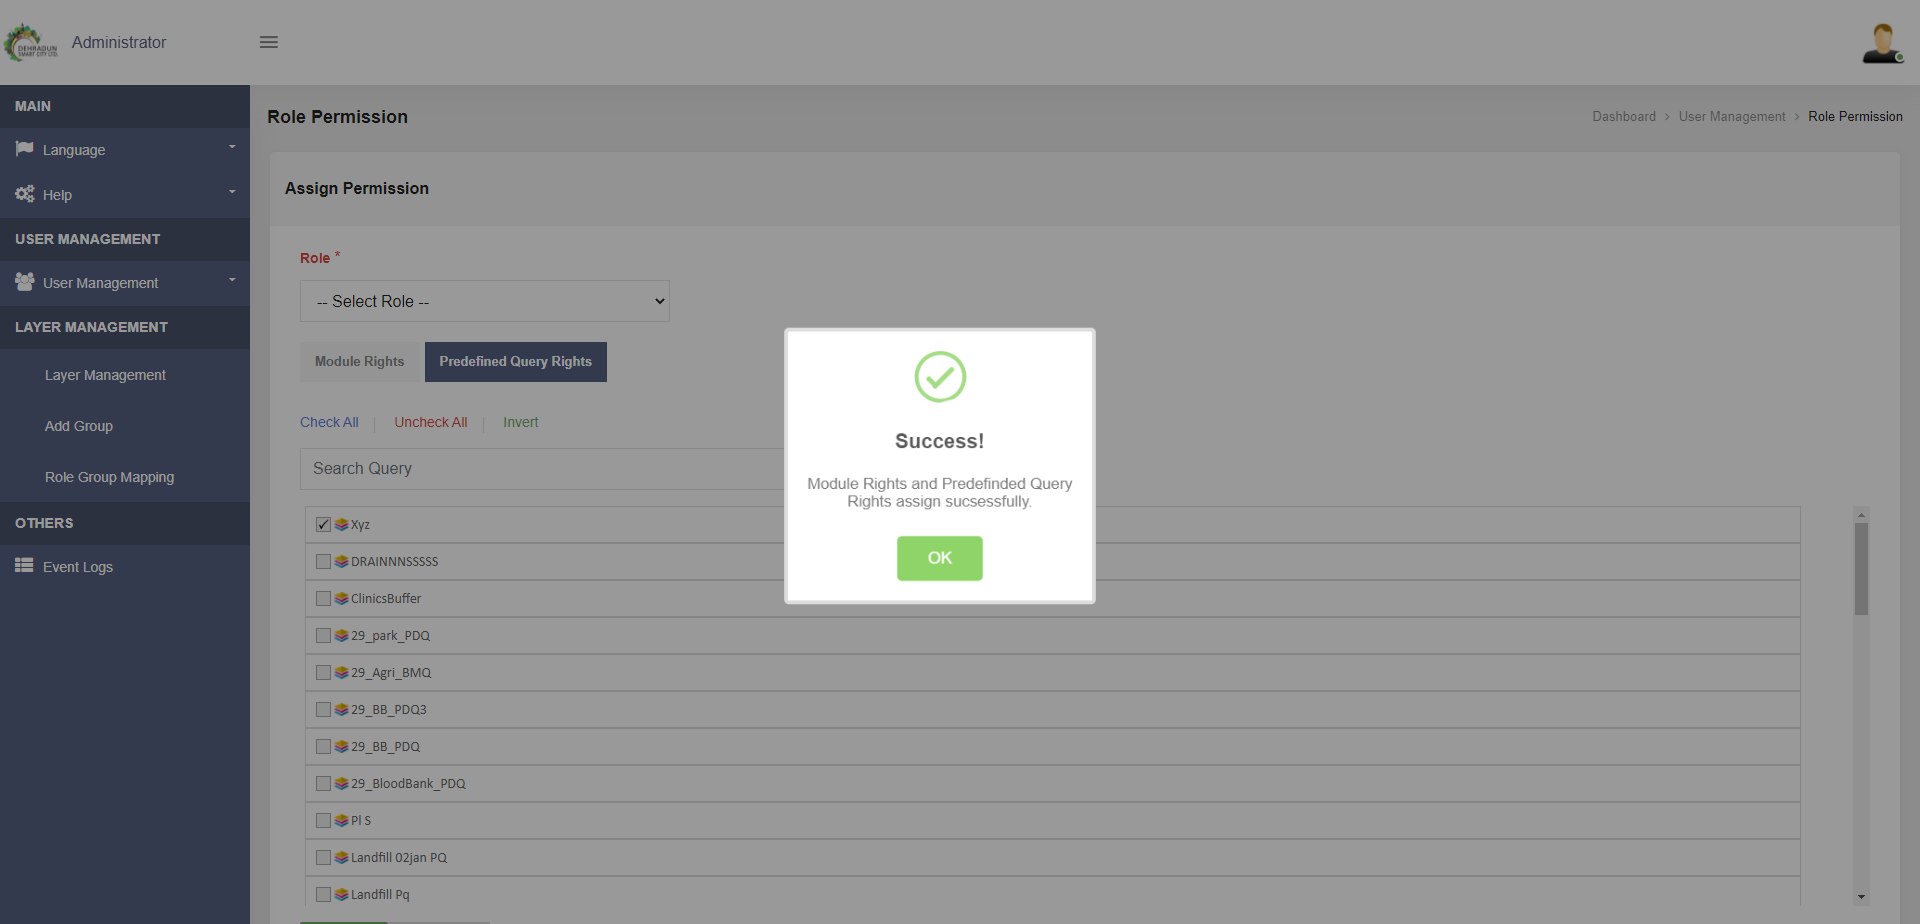 DEHRADUN
SMART CITY LTD.
Administrator
MAIN
Language
Help
USER MANAGEMENT
User Management
LAYER MANAGEMENT
Layer Management
Add Group
Role Group Mapping
OTHERS
Event Logs
Role Permission
Dashboard > User Management > Role Permission
Assign Permission
Role *
-- Select Role --
Module Rights
Predefined Query Rights
Check All
Uncheck All
Invert
Search Query
Xyz
DRAINNNSSSSS
ClinicsBuffer
29_park_PDQ
29_Agri_BMQ
29_BB_PDQ3
29_BB_PDQ
29_BloodBank_PDQ
Pl S
Landfill 02jan PQ
Landfill Pq
Success!
Module Rights and Predefinded Query
Rights assign sucsessfully.
OK